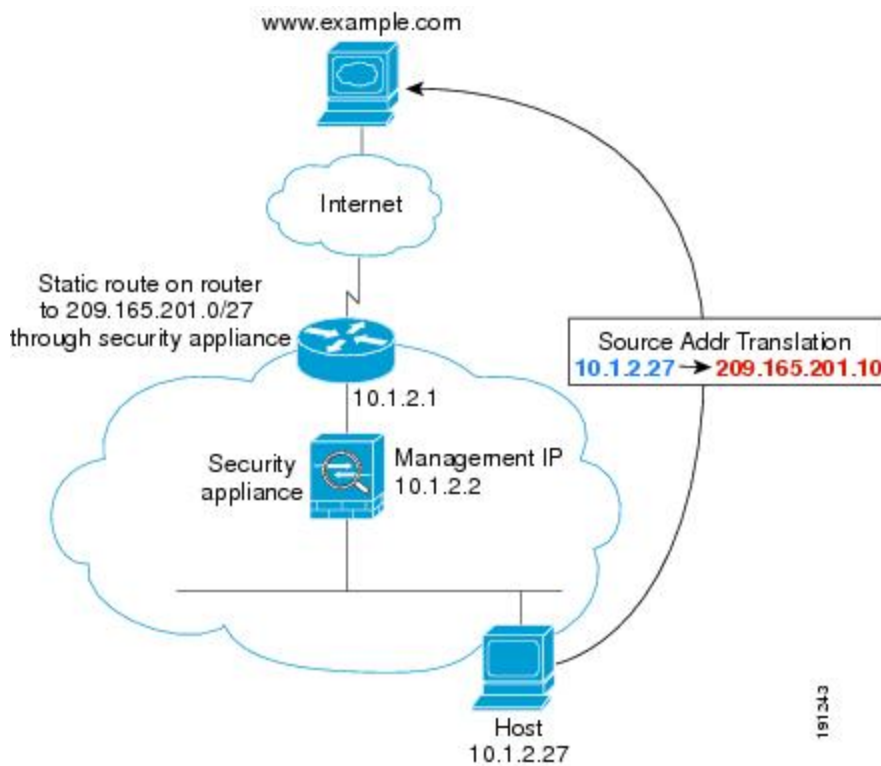 www.example.com
Internet
Static route on router
to 209.165.201.0/27
through security appliance
Source Addr Translation
10.1.2.27 → 209.165.201.10
10.1.2.1
Security
appliance
Management IP
10.1.2.2
Host
10.1.2.27
191243